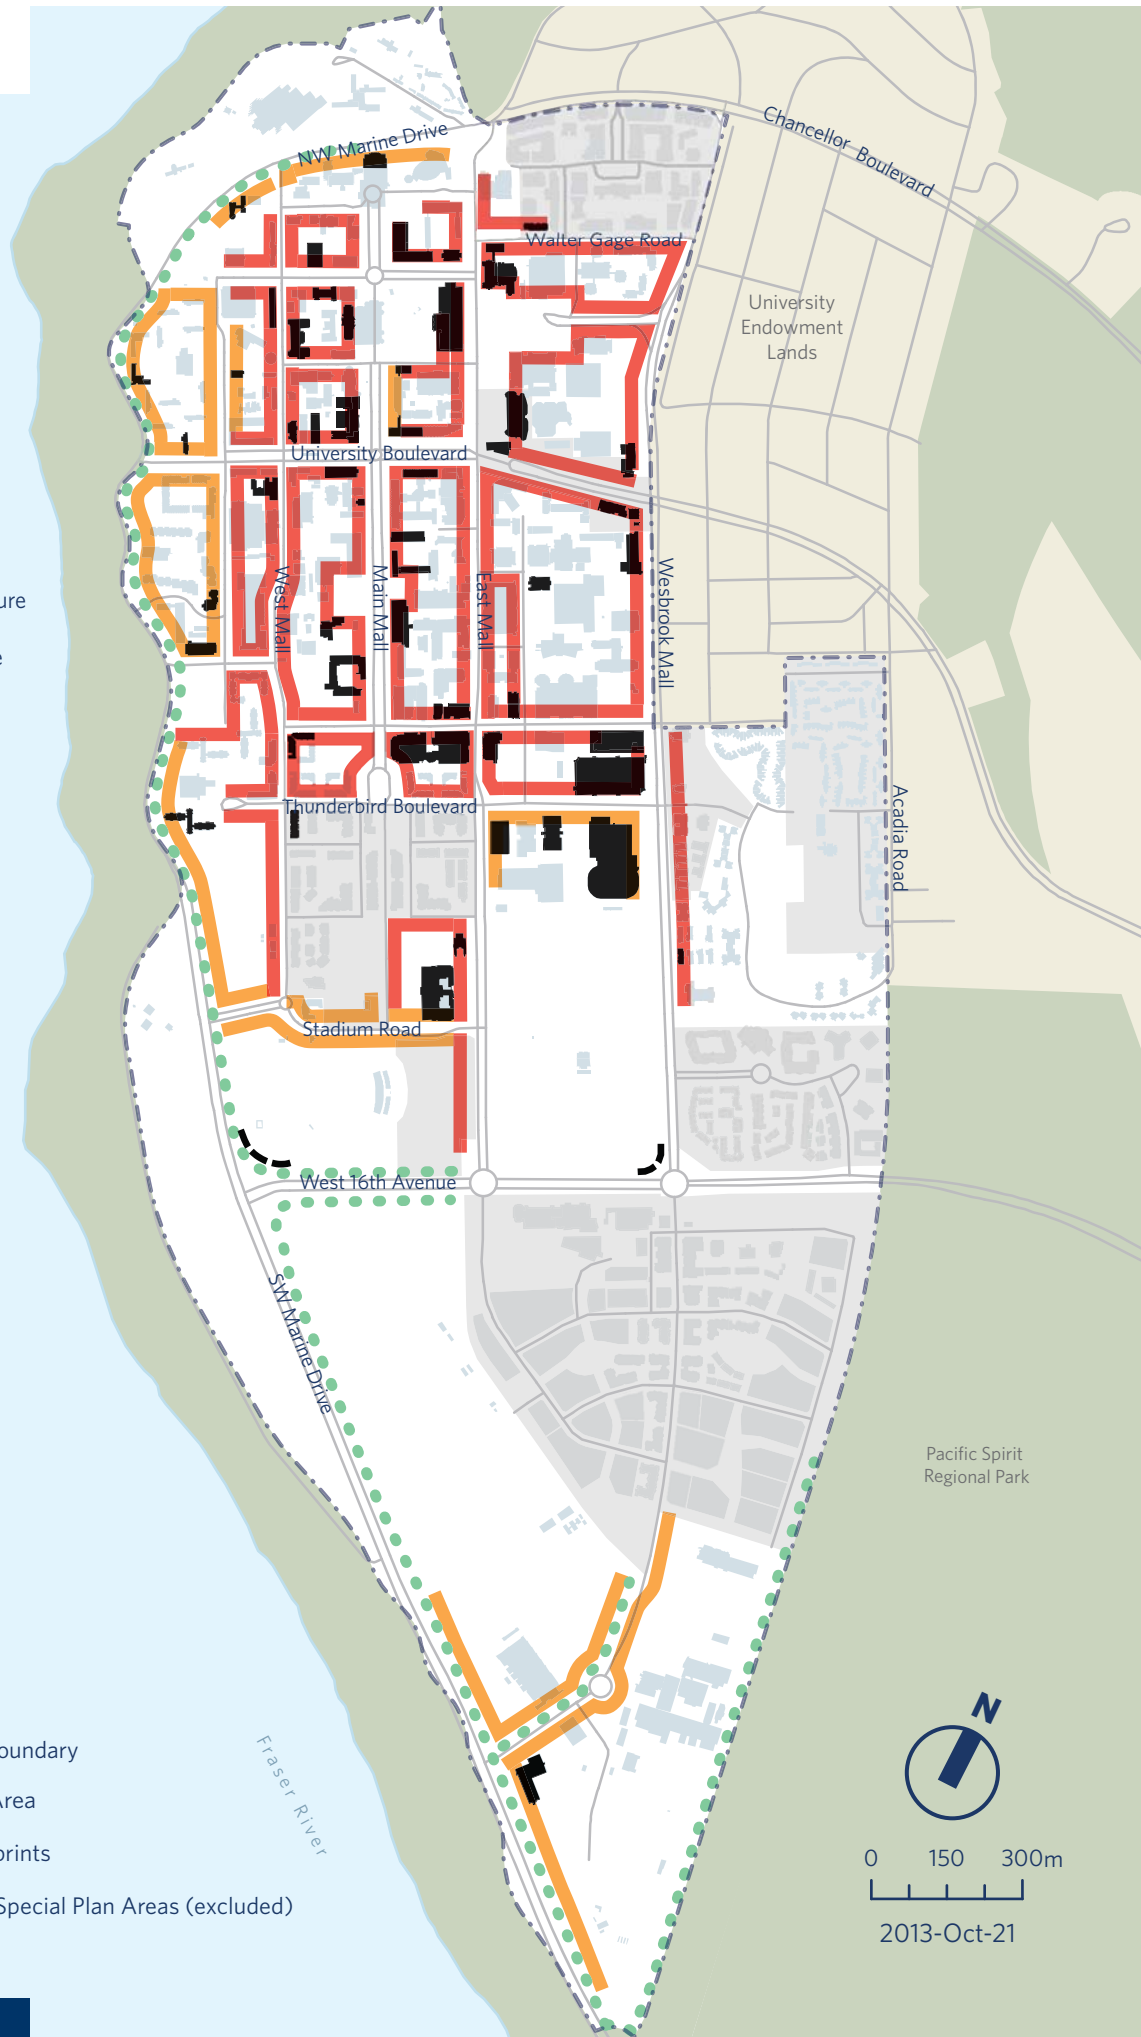 NW Marine Drive
Chancellor Boulevard
Walter Gage Road
University
Endowment
Lands
University Boulevard
ure
e
West Mall
Main Mall
East Mall
Wesbrook Mall
Thunderbird Boulevard
Acadia Road
Stadium Road
West 16th Avenue
SW Marine Drive
Pacific Spirit
Regional Park
Fraser River
N
oundary
Area
prints
Special Plan Areas (excluded)
0 150 300m
2013-Oct-21